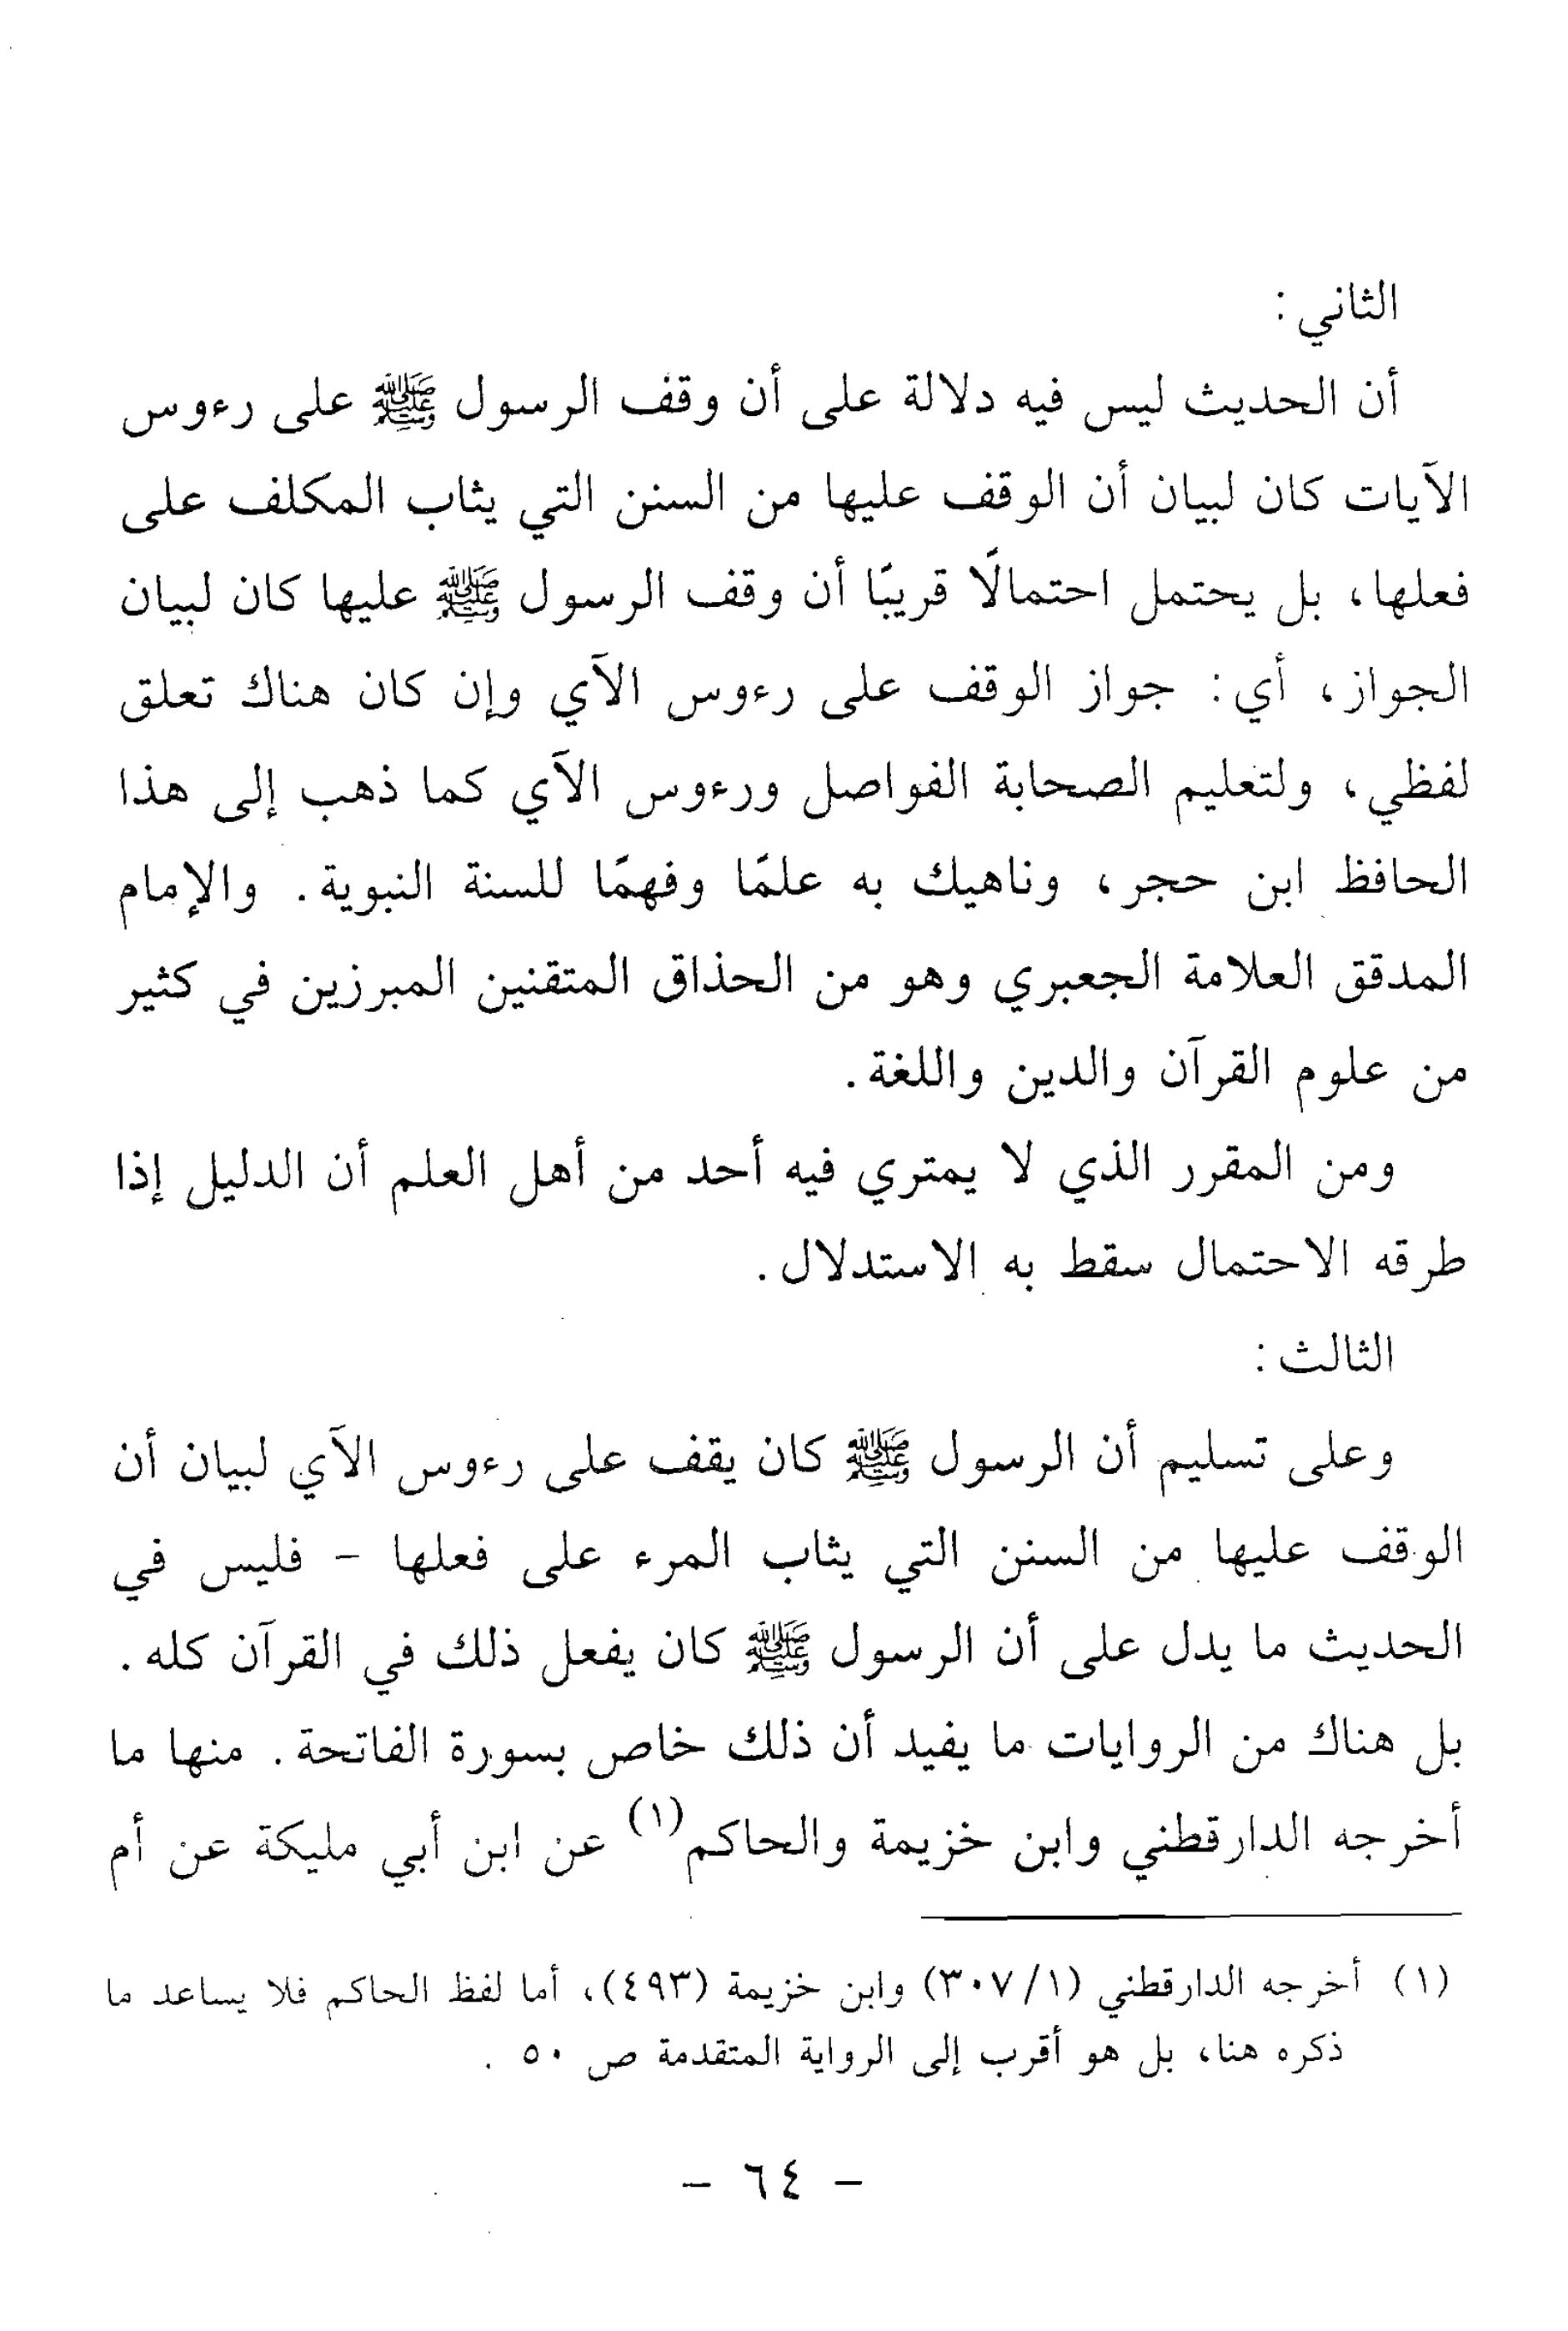 الثاني :
أن الحديث ليس فيه دلالة على أن وقف الرسول ﷺ على رءوس
الآيات كان لبيان أن الوقف عليها من السنن التي يثاب المكلف على
فعلها، بل يحتمل احتمالًا قريبًا أن وقف الرسول ﷺ عليها كان لبيان
الجواز، أي: جواز الوقف على رءوس الآي وإن كان هناك تعلق
لفظي، ولتعليم الصحابة الفواصل ورءوس الآي كما ذهب إلى هذا
الحافظ ابن حجر، وناهيك به علمًا وفهمًا للسنة النبوية. والإمام
المدقق العلامة الجعبري وهو من الحذاق المتقنين المبرزين في كثير
من علوم القرآن والدين واللغة.
ومن المقرر الذي لا يمتري فيه أحد من أهل العلم أن الدليل إذا
طرقه الاحتمال سقط به الاستدلال.
الثالث :
وعلى تسليم أن الرسول ﷺ كان يقف على رءوس الآي لبيان أن
الوقف عليها من السنن التي يثاب المرء على فعلها - فليس في
الحديث ما يدل على أن الرسول ﷺ كان يفعل ذلك في القرآن كله.
بل هناك من الروايات ما يفيد أن ذلك خاص بسورة الفاتحة. منها ما
أخرجه الدارقطني وابن خزيمة والحاكم(١) عن ابن أبي مليكة عن أم
(١) أخرجه الدارقطني (٣٠٧/١) وابن خزيمة (٤٩٣)، أما لفظ الحاكم فلا يساعد ما
ذكره هنا، بل هو أقرب إلى الرواية المتقدمة ص ٥٠ .
- ٦٤ -